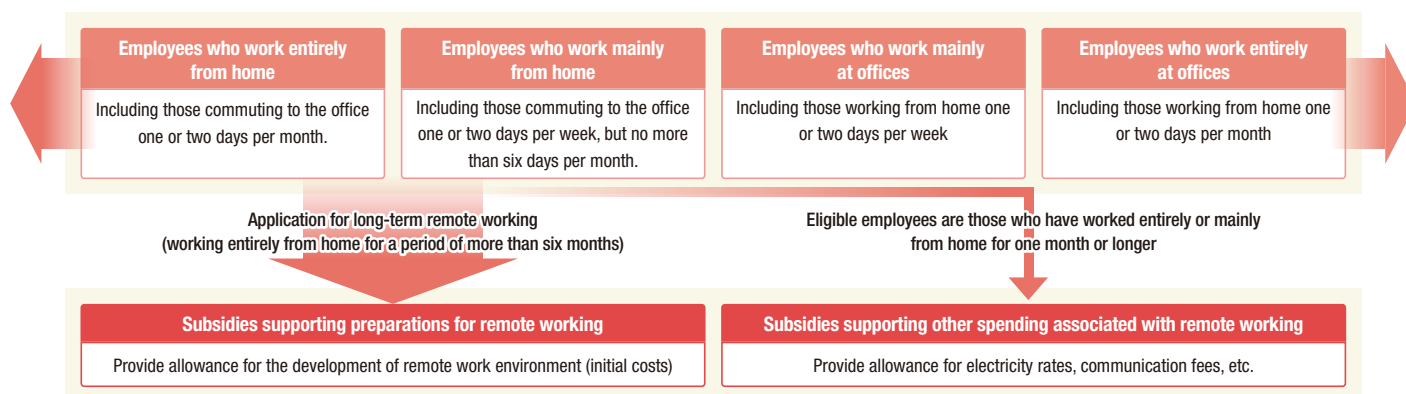 Employees who work entirely
from home
Including those commuting to the office
one or two days per month.
Employees who work mainly
from home
Including those commuting to the office
one or two days per week, but no more
than six days per month.
Employees who work mainly
at offices
Including those working from home one
or two days per week
Employees who work entirely
at offices
Including those working from home one
or two days per month
Application for long-term remote working
(working entirely from home for a period of more than six months)
Eligible employees are those who have worked entirely or mainly
from home for one month or longer
Subsidies supporting preparations for remote working
Provide allowance for the development of remote work environment (initial costs)
Subsidies supporting other spending associated with remote working
Provide allowance for electricity rates, communication fees, etc.